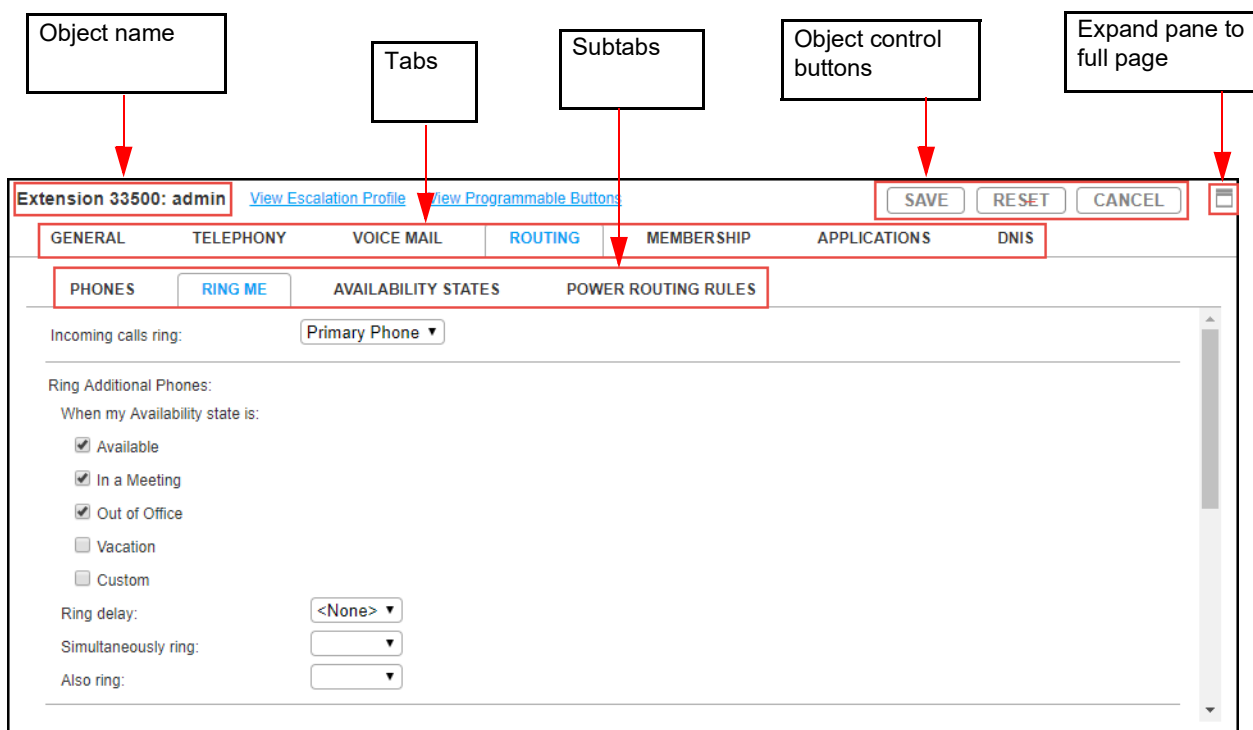 Object name
Tabs
Subtabs
Object control
buttons
Expand pane to
full page
Extension 33500: admin View Escalation Profile View Programmable Buttons SAVE RESET CANCEL
GENERAL TELEPHONY VOICE MAIL ROUTING MEMBERSHIP APPLICATIONS DNIS
PHONES RING ME AVAILABILITY STATES POWER ROUTING RULES
Incoming calls ring: Primary Phone
Ring Additional Phones:
When my Availability state is:
Available
In a Meeting
Out of Office
Vacation
Custom
Ring delay: <None>
Simultaneously ring:
Also ring: